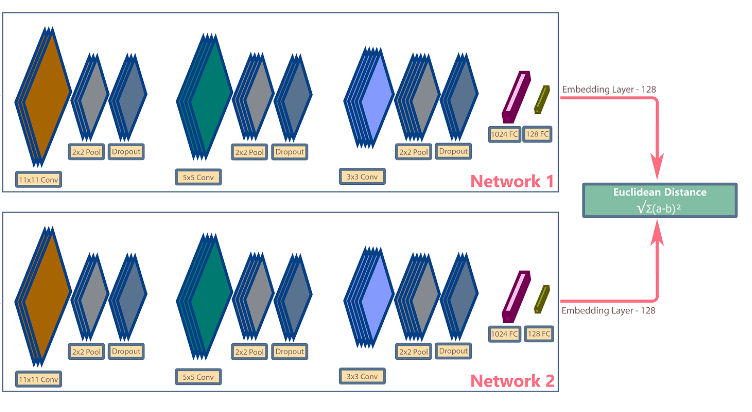 Embedding Layer - 128
1024 FC
128 FC
2x2 Pool
Dropout
2x2 Pool
Dropout
2x2 Pool
Dropout
11x11 Conv
5x5 Conv
3x3 Conv
Network 1
Euclidean Distance
√Σ(a-b)²
Embedding Layer - 128
1024 FC
128 FC
2x2 Pool
Dropout
2x2 Pool
Dropout
2x2 Pool
Dropout
11x11 Conv
5x5 Conv
3x3 Conv
Network 2